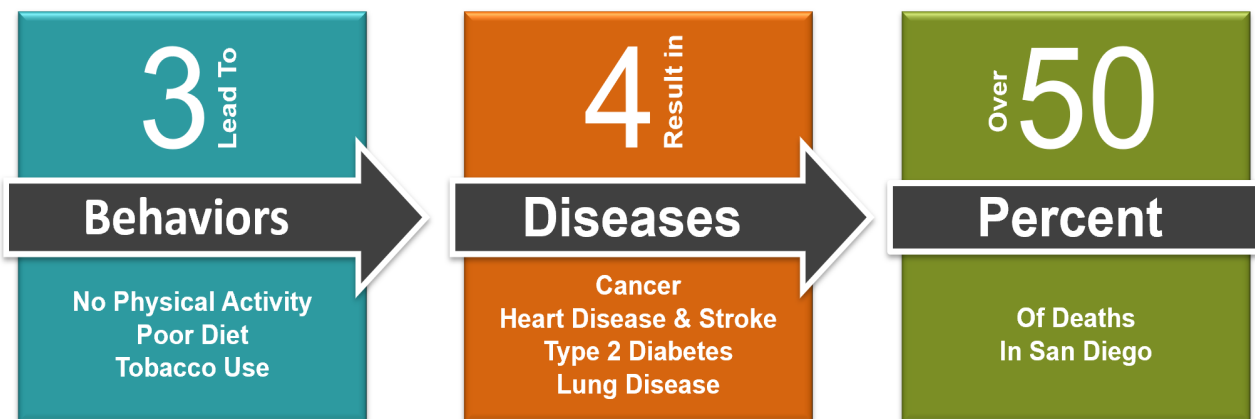 3 Lead To
Behaviors
No Physical Activity
Poor Diet
Tobacco Use
4 Result in
Diseases
Cancer
Heart Disease & Stroke
Type 2 Diabetes
Lung Disease
Over 50
Percent
Of Deaths
In San Diego